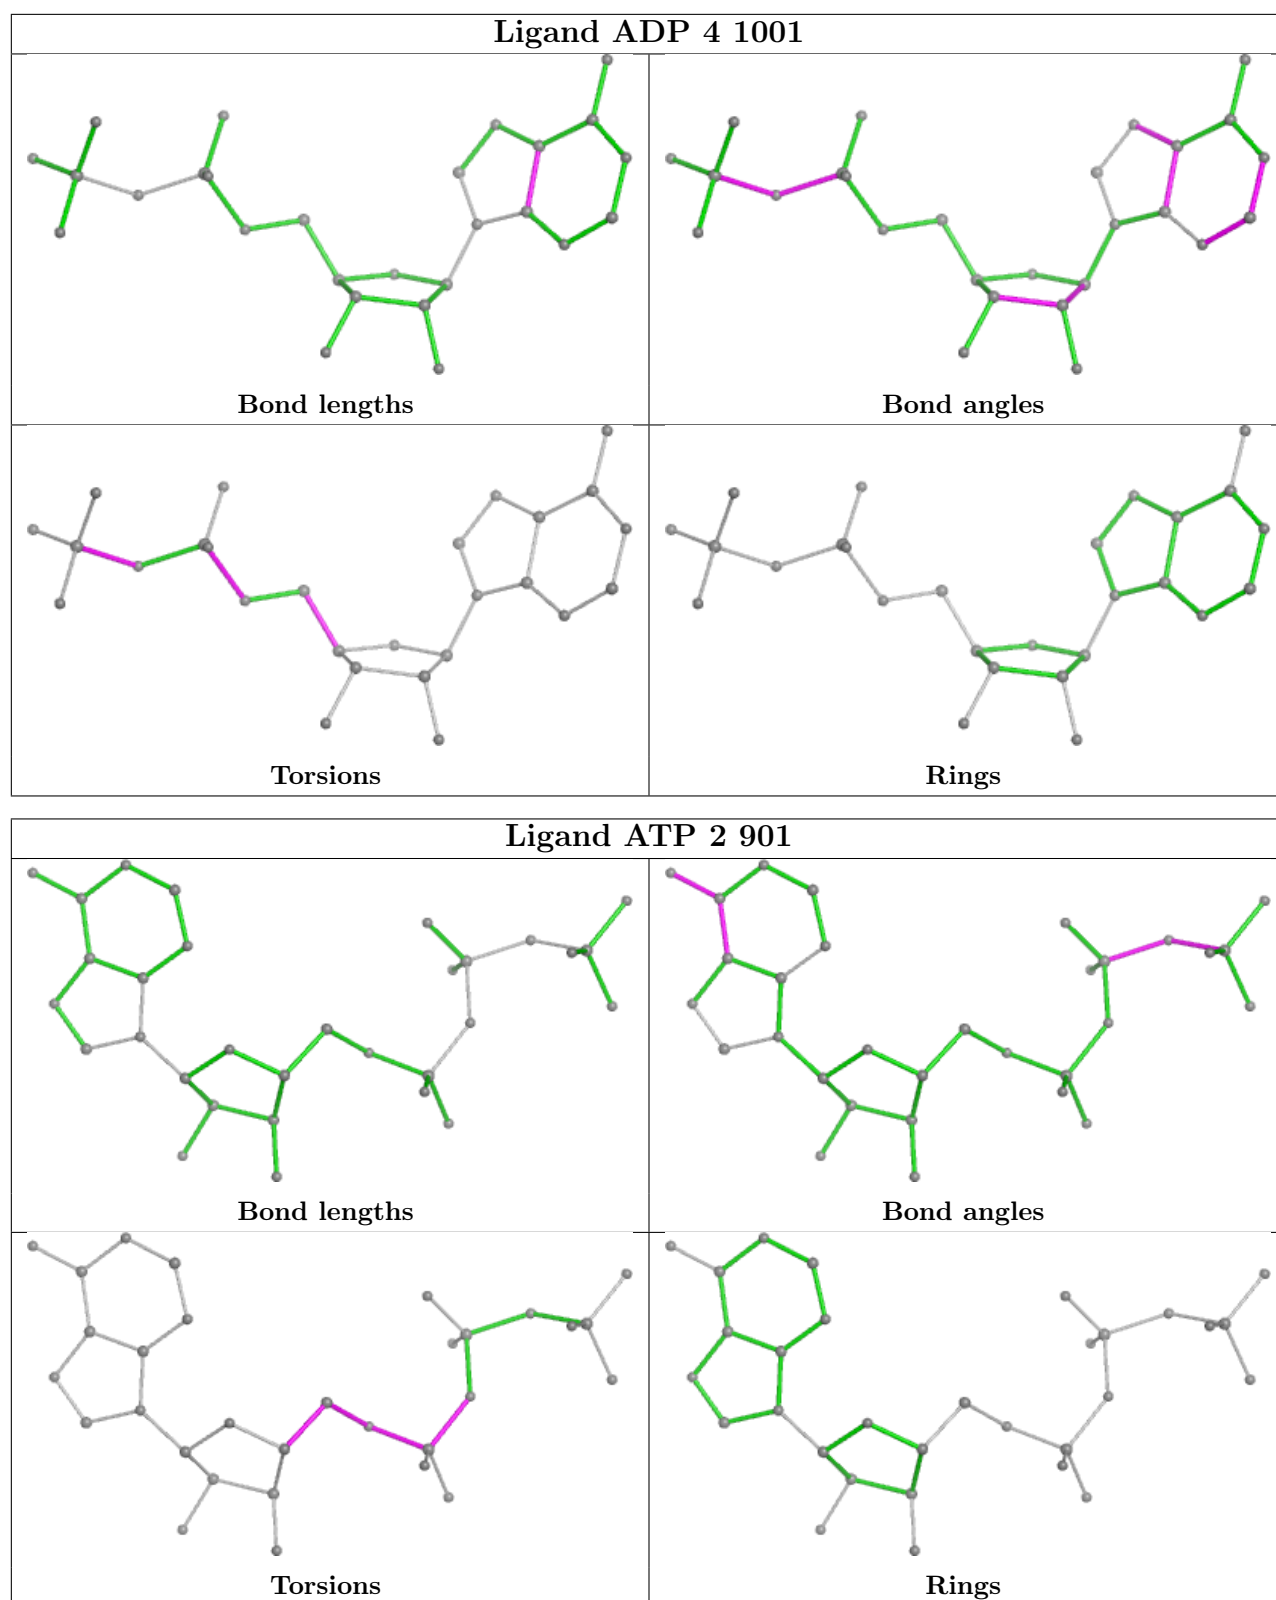 Ligand ADP 4 1001
Bond lengths
Bond angles
Torsions
Rings
Ligand ATP 2 901
Bond lengths
Bond angles
Torsions
Rings